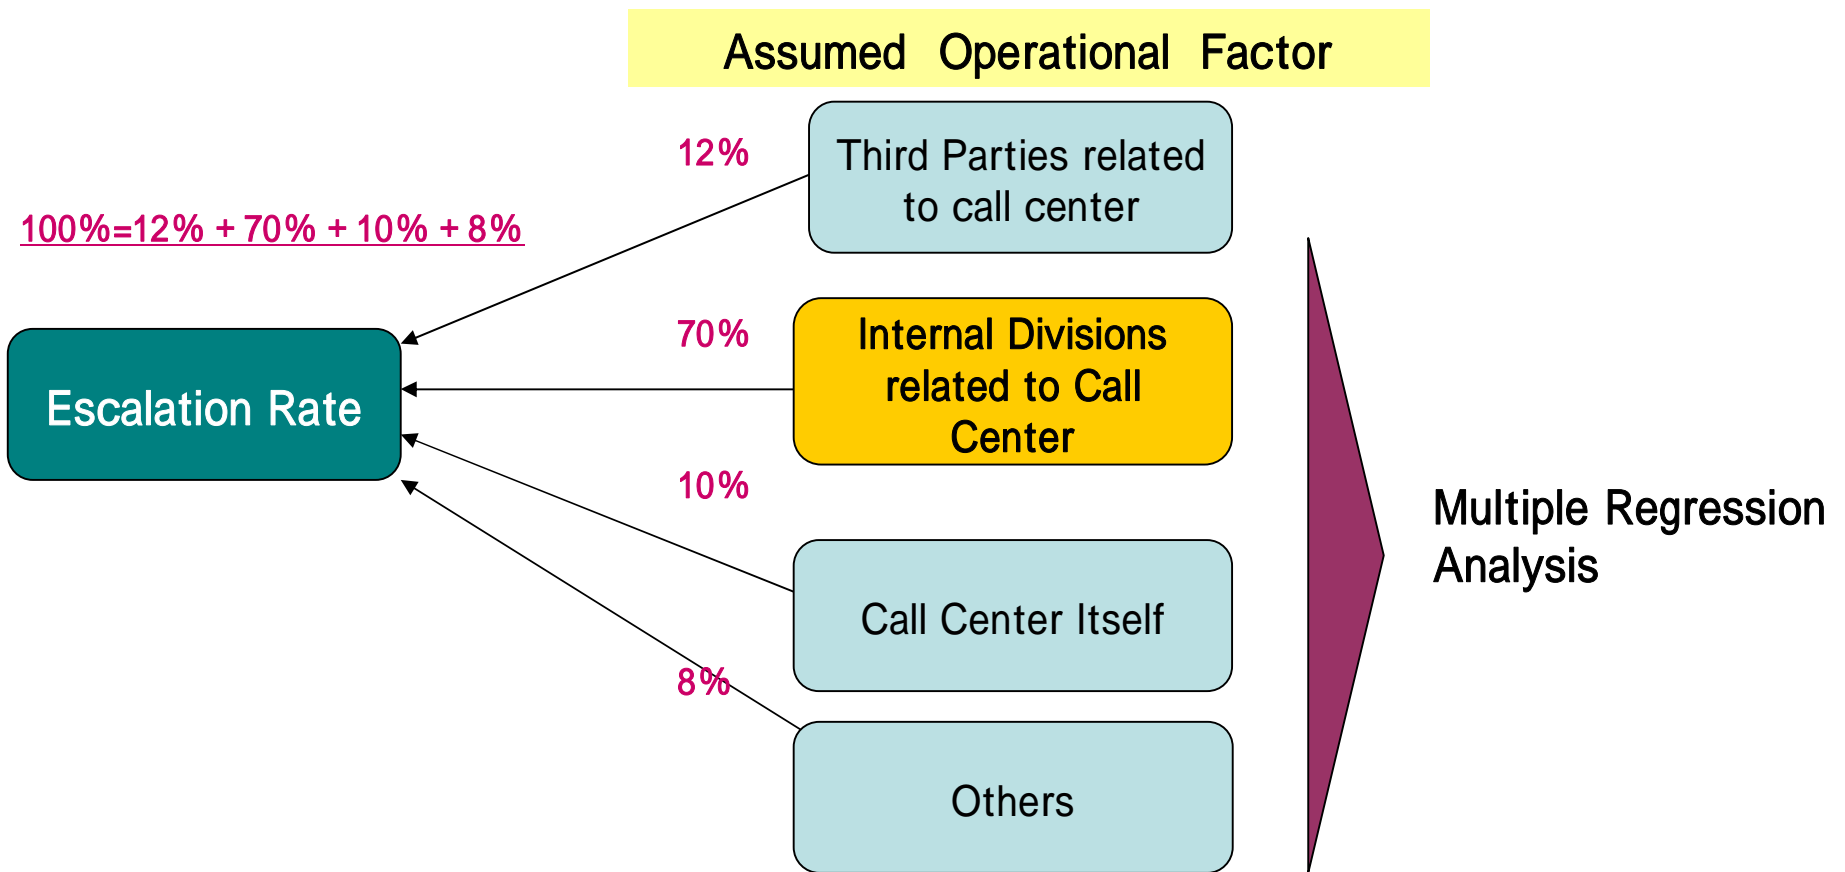 Assumed Operational Factor
12%
Third Parties related
to call center
100%=12% + 70% + 10% + 8%
70%
Internal Divisions
related to Call
Center
Escalation Rate
10%
Multiple Regression
Analysis
Call Center Itself
8%
Others